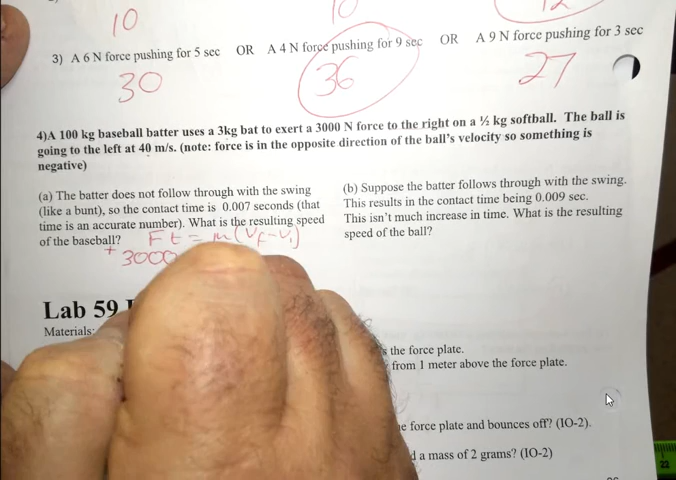 10 10 12
3) A 6 N force pushing for 5 sec OR A 4 N force pushing for 9 sec OR A 9 N force pushing for 3 sec
30 36 27
4)A 100 kg baseball batter uses a 3kg bat to exert a 3000 N force to the right on a ½ kg softball. The ball is
going to the left at 40 m/s. (note: force is in the opposite direction of the ball's velocity so something is
negative)
(a) The batter does not follow through with the swing
(like a bunt), so the contact time is 0.007 seconds (that
time is an accurate number). What is the resulting speed
of the baseball? Ft = m(Vf-Vi)
+3000
(b) Suppose the batter follows through with the swing.
This results in the contact time being 0.009 sec.
This isn't much increase in time. What is the resulting
speed of the ball?
Lab 59
Materials:
the force plate.
from 1 meter above the force plate.
force plate and bounces off? (IO-2).
a mass of 2 grams? (IO-2)
22